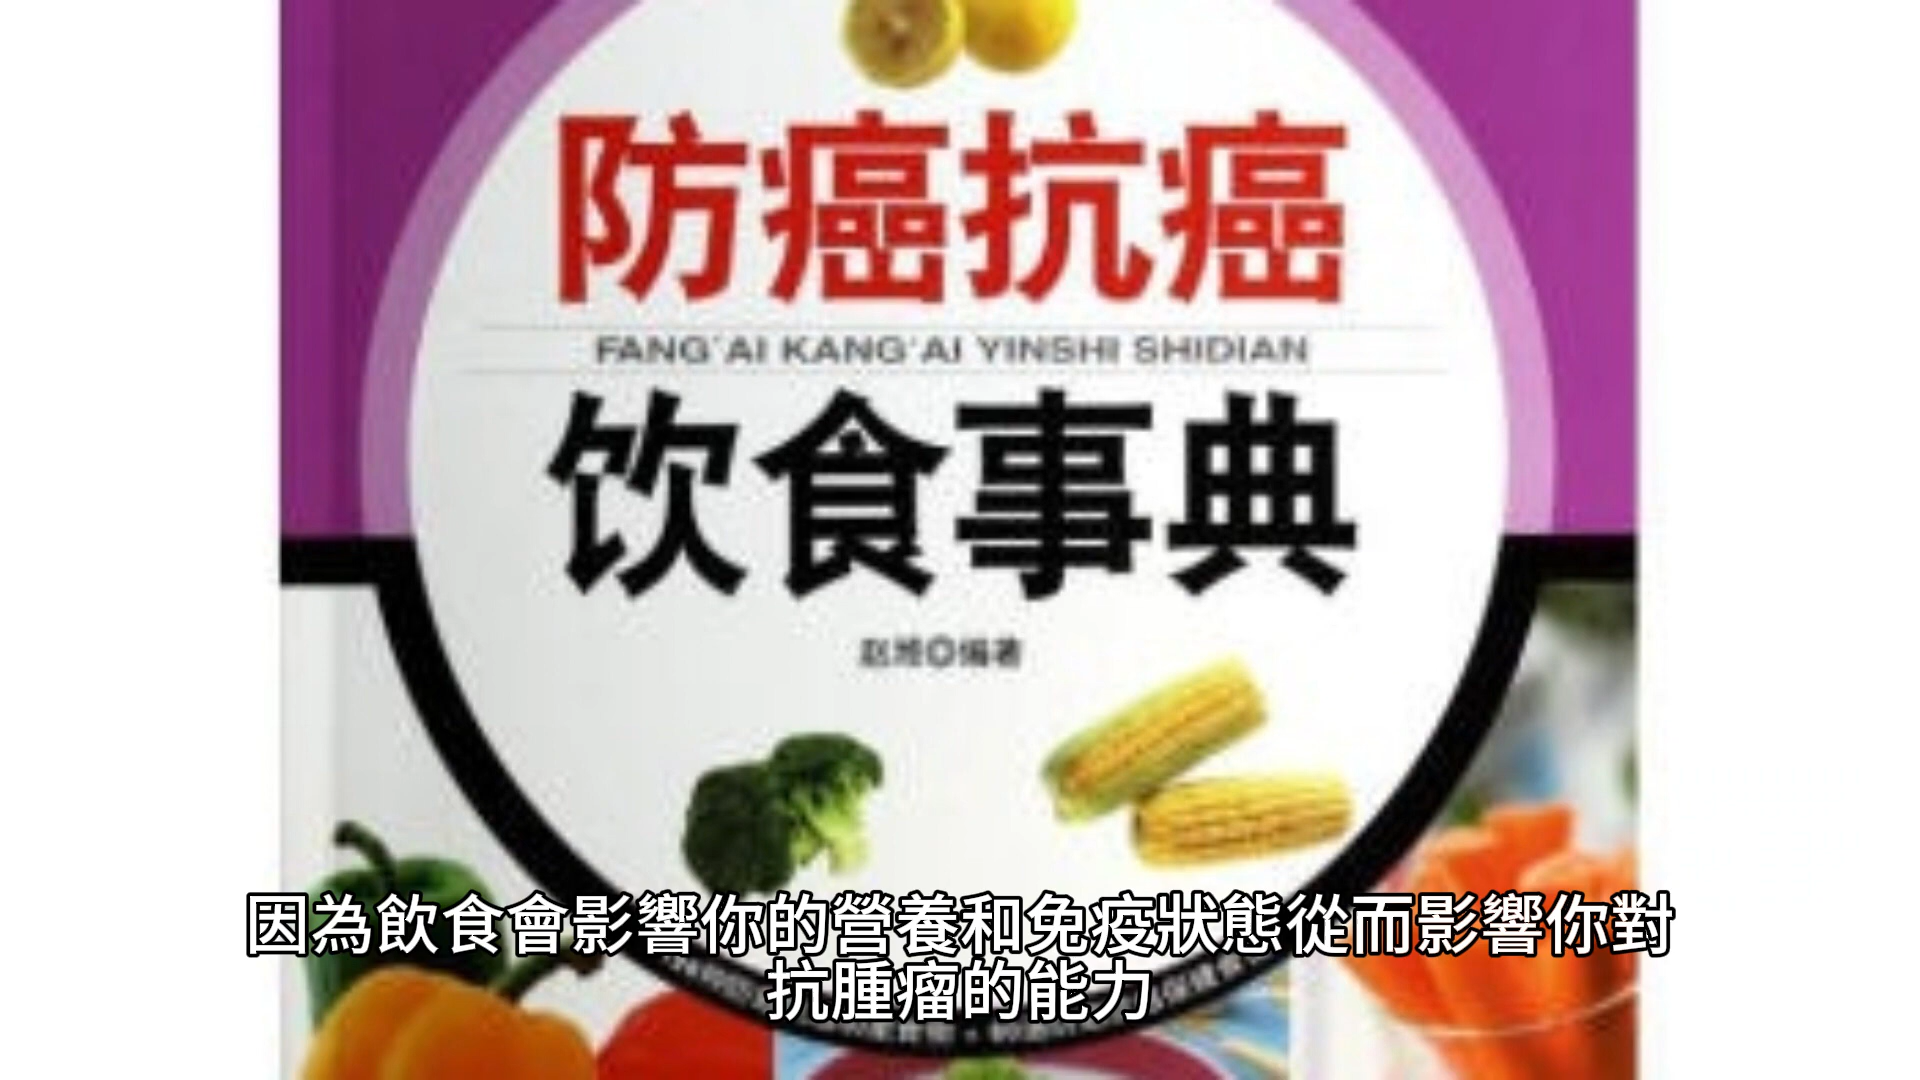 防癌抗癌
FANG'AI KANG'AI YINSHI SHIDIAN
饮食事典
编著
因為飲食會影響你的營養和免疫狀態從而影響你對
抗腫瘤的能力